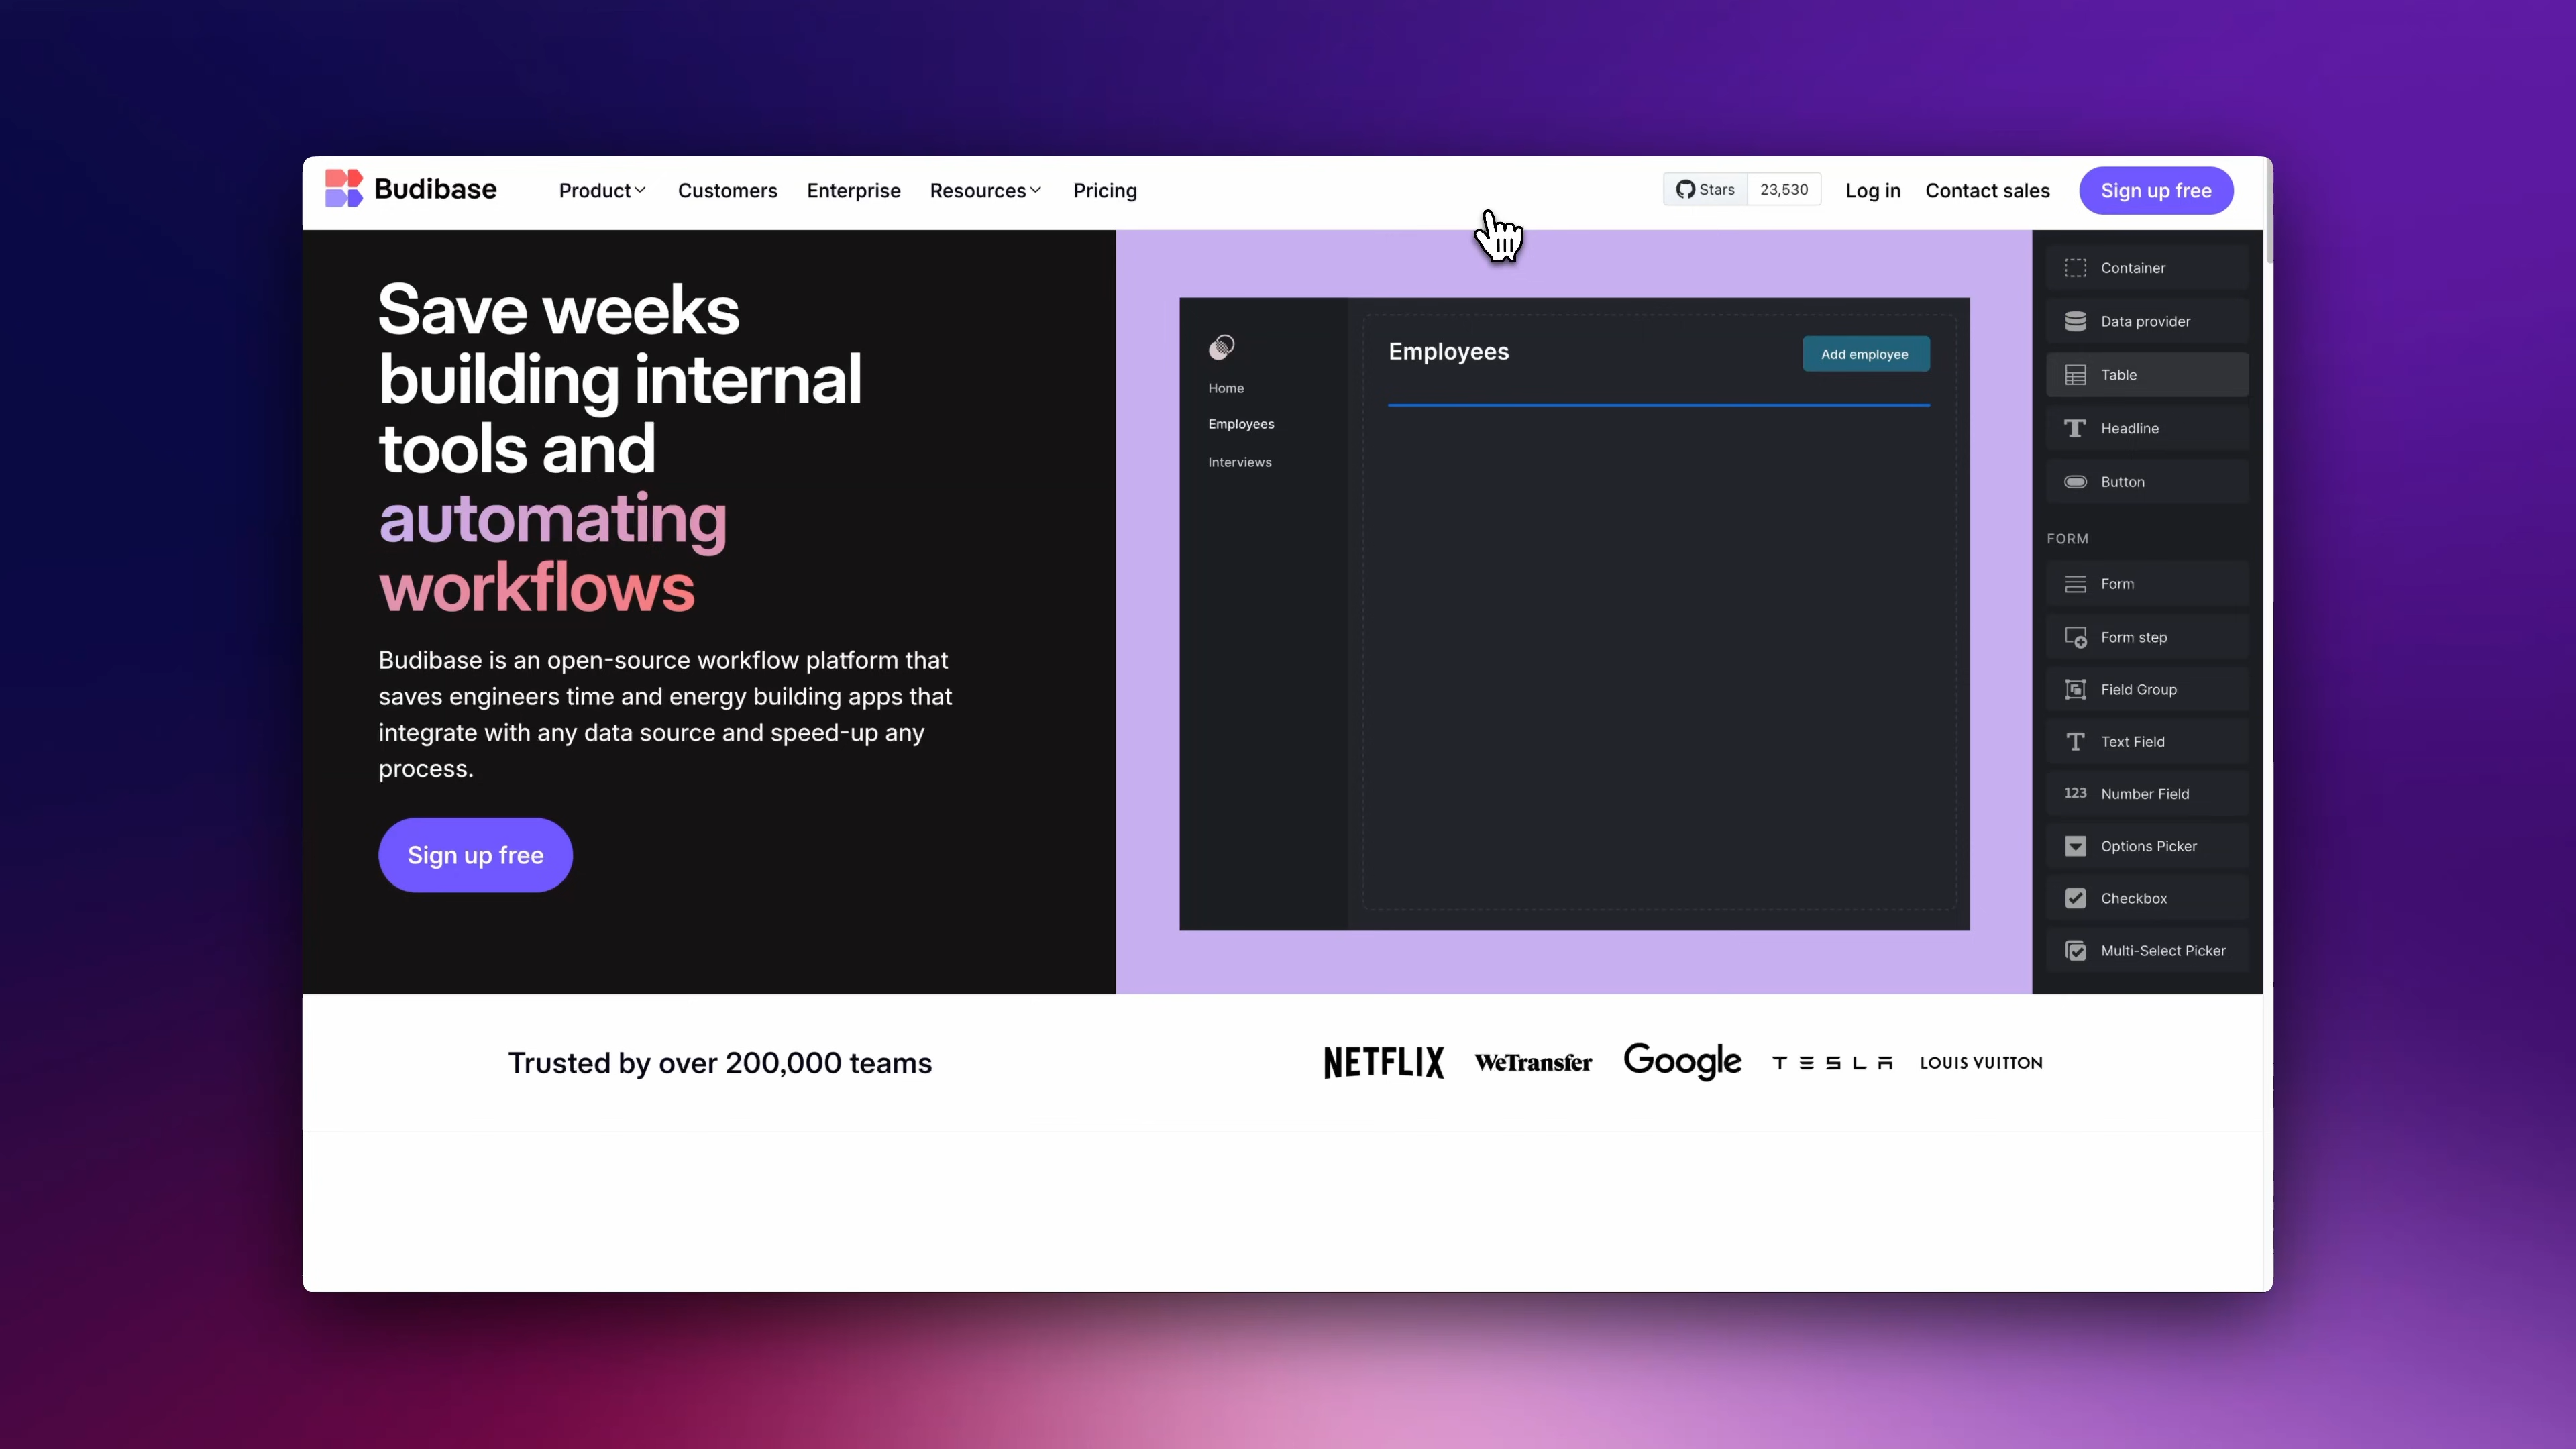 Budibase
Product
Customers
Enterprise
Resources
Pricing
Stars
23,530
Log in
Contact sales
Sign up free
Save weeks
building internal
tools and
automating
workflows
Budibase is an open-source workflow platform that
saves engineers time and energy building apps that
integrate with any data source and speed-up any
process.
Sign up free
Home
Employees
Interviews
Employees
Add employee
Container
Data provider
Table
Headline
Button
FORM
Form
Form step
Field Group
Text Field
123 Number Field
Options Picker
Checkbox
Multi-Select Picker
Trusted by over 200,000 teams
NETFLIX
WeTransfer
Google
TESLA
LOUIS VUITTON